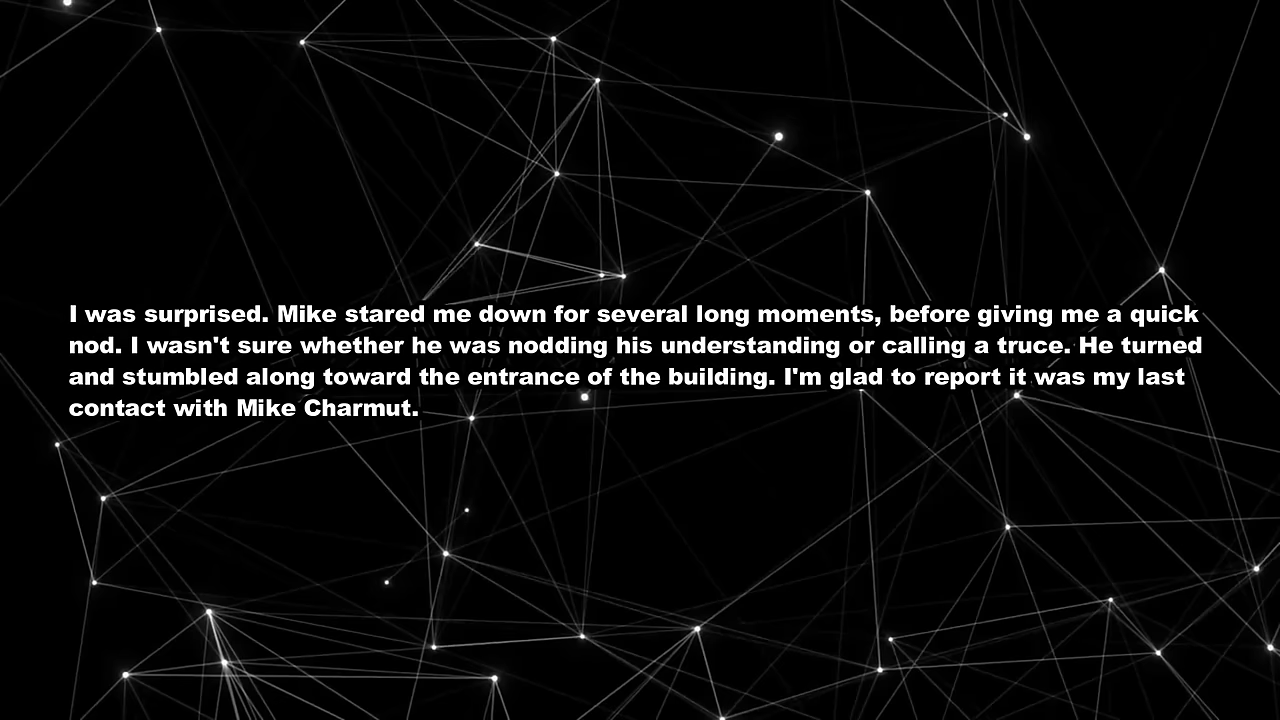 I was surprised. Mike stared me down for several long moments, before giving me a quick
nod. I wasn't sure whether he was nodding his understanding or calling a truce. He turned
and stumbled along toward the entrance of the building. I'm glad to report it was my last
contact with Mike Charmut.